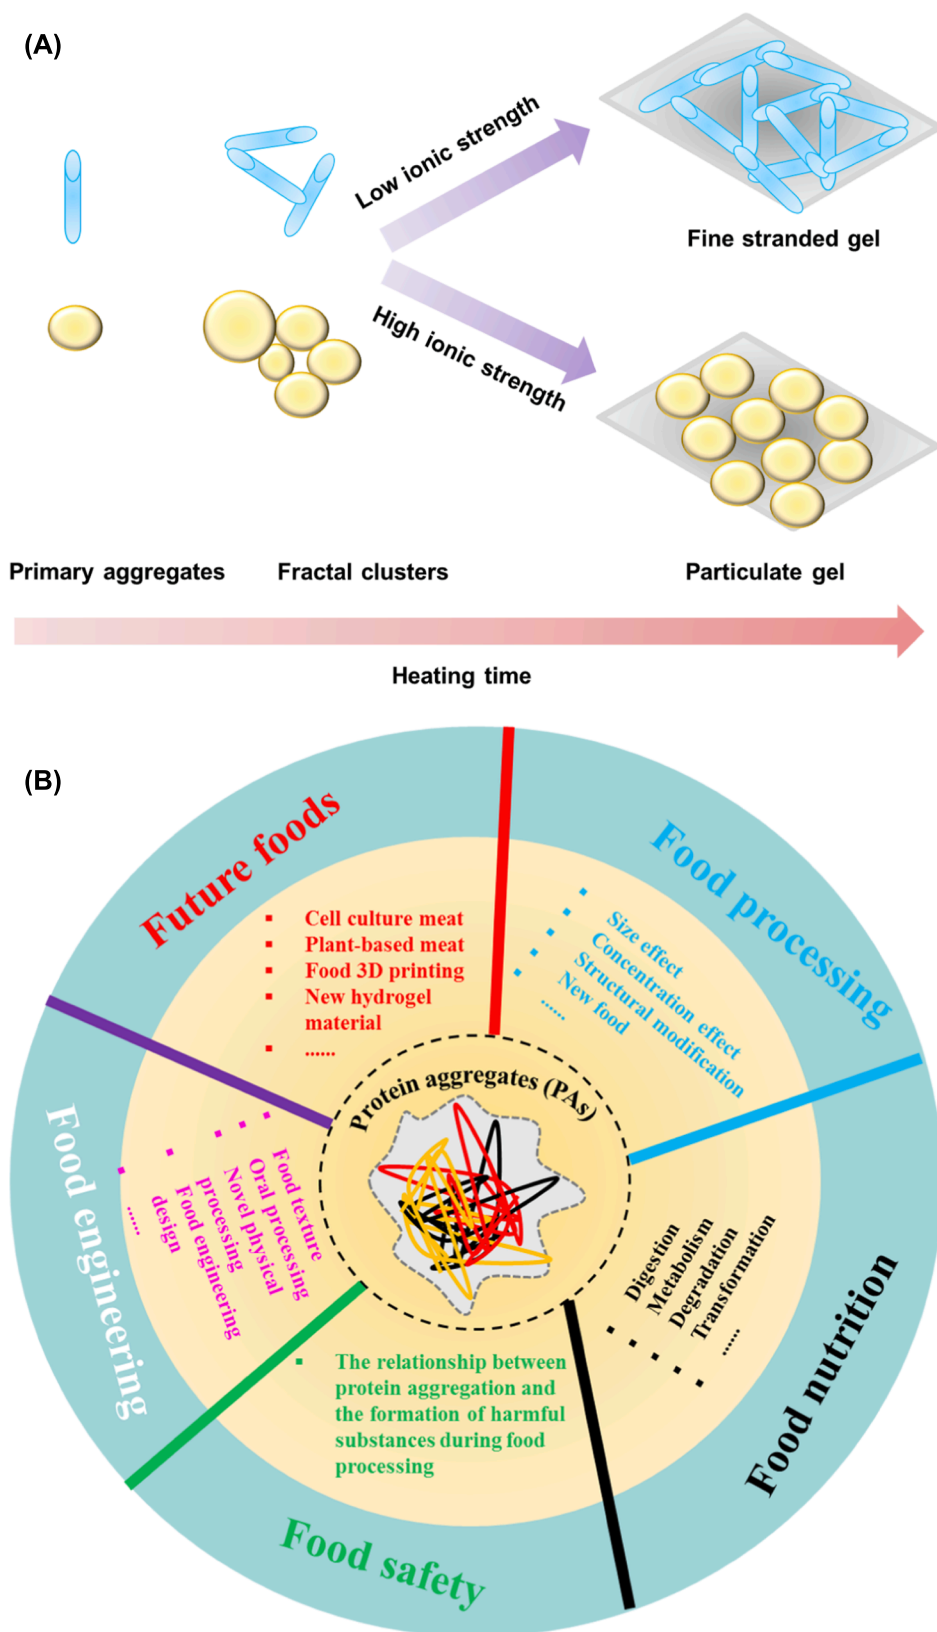 (A)
Low ionic strength
Fine stranded gel
High ionic strength
Primary aggregates
Fractal clusters
Particulate gel
Heating time
(B)
Future foods
▪ Cell culture meat
▪ Plant-based meat
▪ Food 3D printing
▪ New hydrogel
material
▪ ......
Food processing
▪ Size effect
▪ Concentration effect
▪ Structural modification
▪ New food
▪ ......
Protein aggregates (PAs)
Food engineering
▪ Food texture
▪ Oral processing
▪ Novel physical
processing
▪ Food engineering
design
▪ ......
Food nutrition
▪ Digestion
▪ Metabolism
▪ Degradation
▪ Transformation
▪ ......
▪ The relationship between
protein aggregation and
the formation of harmful
substances during food
processing
Food safety